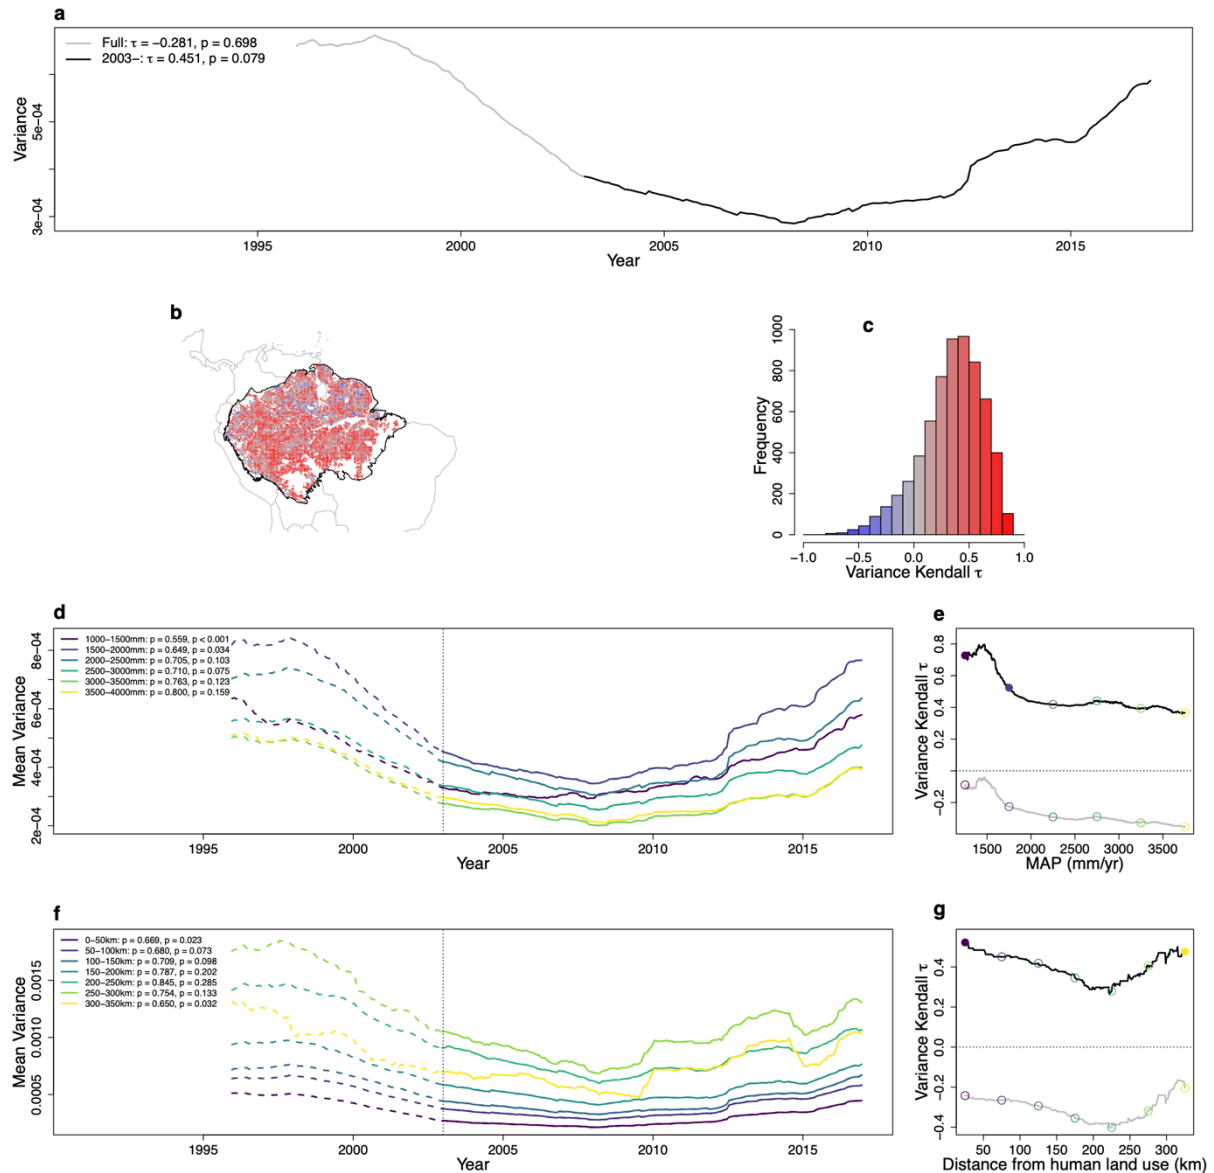 a
Full: τ = −0.281, p = 0.698
2003−: τ = 0.451, p = 0.079
Variance
3e−04
5e−04
1995 2000 2005 2010 2015
Year
b
c
Frequency
0 200 400 600 800 1000
−1.0 −0.5 0.0 0.5 1.0
Variance Kendall τ
d
1000−1500mm: p = 0.559, p < 0.001
1500−2000mm: p = 0.649, p = 0.034
2000−2500mm: p = 0.705, p = 0.103
2500−3000mm: p = 0.710, p = 0.075
3000−3500mm: p = 0.763, p = 0.123
3500−4000mm: p = 0.800, p = 0.159
Mean Variance
2e−04 4e−04 6e−04 8e−04
1995 2000 2005 2010 2015
Year
e
Variance Kendall τ
−0.2 0.2 0.4 0.6 0.8
1500 2000 2500 3000 3500
MAP (mm/yr)
f
0−50km: p = 0.669, p = 0.023
50−100km: p = 0.680, p = 0.073
100−150km: p = 0.709, p = 0.098
150−200km: p = 0.787, p = 0.202
200−250km: p = 0.845, p = 0.285
250−300km: p = 0.754, p = 0.133
300−350km: p = 0.650, p = 0.032
Mean Variance
0.0005 0.0010 0.0015
1995 2000 2005 2010 2015
Year
g
Variance Kendall τ
−0.4 −0.2 0.0 0.4
50 100 150 200 250 300
Distance from human land use (km)